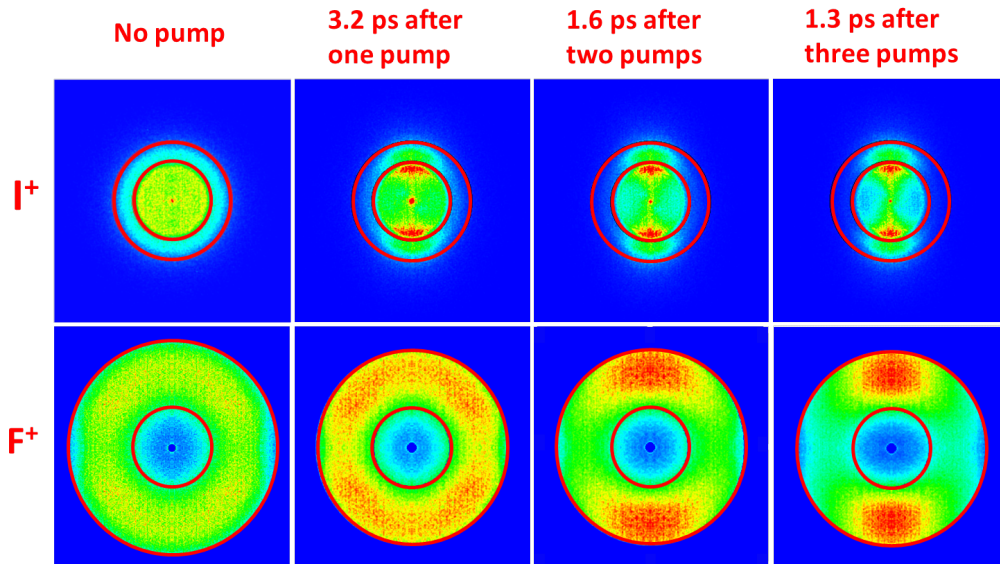 No pump
3.2 ps after
one pump
1.6 ps after
two pumps
1.3 ps after
three pumps
I+
F+